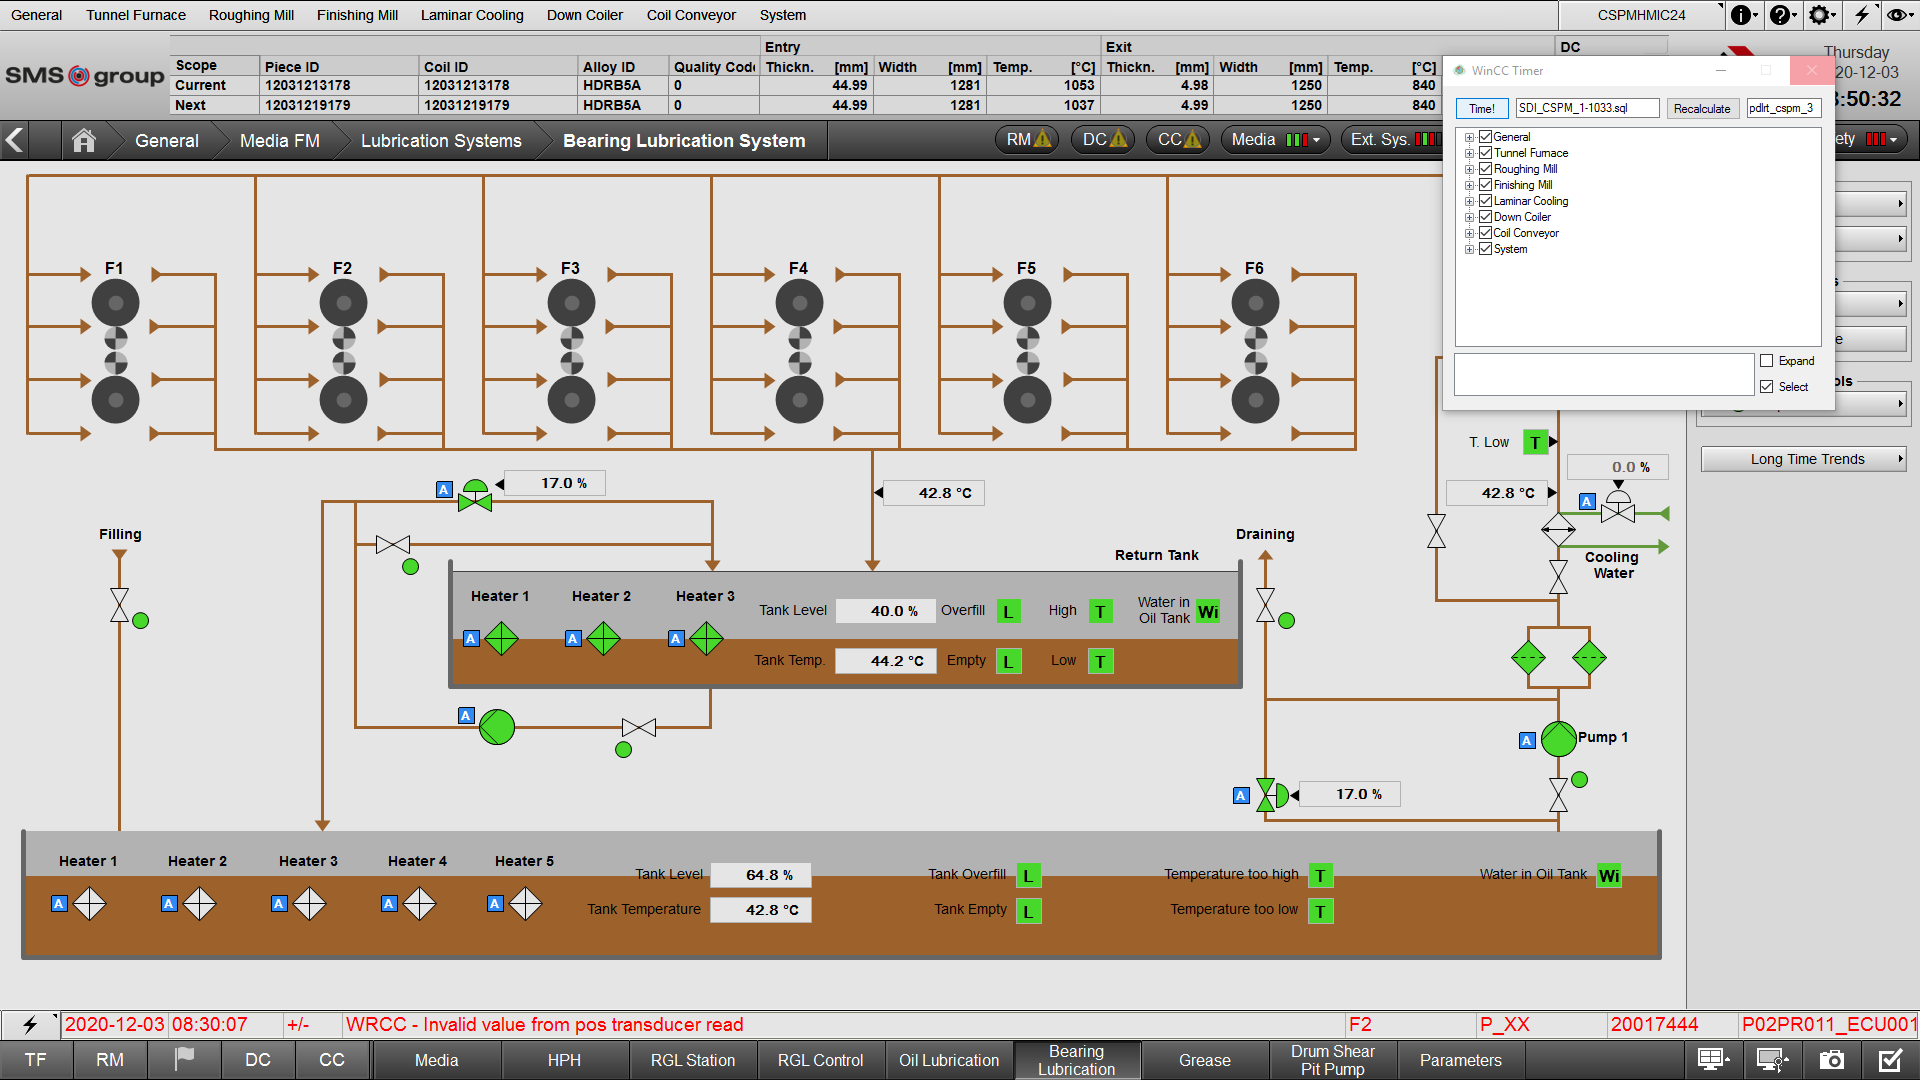 General Tunnel Furnace Roughing Mill Finishing Mill Laminar Cooling Down Coiler Coil Conveyor System CSPMHMIC24
SMS group
Entry Exit DC
Scope Piece ID Coil ID Alloy ID Quality Code Thickn. [mm] Width [mm] Temp. [°C] Thickn. [mm] Width [mm] Temp. [°C]
Current 12031213178 12031213178 HDRB5A 0 44.99 1281 1053 4.98 1250 840
Next 12031219179 12031219179 HDRB5A 0 44.99 1281 1037 4.99 1250 840
Thursday
20-12-03
:50:32
General Media FM Lubrication Systems Bearing Lubrication System
RM DC CC Media Ext. Sys. ety
WinCC Timer
Time! SDI_CSPM_1-1033.sql Recalculate pdlrt_cspm_3
General
Tunnel Furnace
Roughing Mill
Finishing Mill
Laminar Cooling
Down Coiler
Coil Conveyor
System
Expand
Select
s
e
ols
Long Time Trends
F1 F2 F3 F4 F5 F6
T. Low T
0.0 %
A 17.0 %
42.8 °C
42.8 °C
A
Filling
Draining
Cooling
Water
Return Tank
Heater 1 Heater 2 Heater 3
A A A
Tank Level 40.0 % Overfill L High T Water in
Oil Tank Wi
Tank Temp. 44.2 °C Empty L Low T
A
A Pump 1
A 17.0 %
Heater 1 Heater 2 Heater 3 Heater 4 Heater 5
A A A A A
Tank Level 64.8 % Tank Overfill L Temperature too high T Water in Oil Tank Wi
Tank Temperature 42.8 °C Tank Empty L Temperature too low T
2020-12-03 08:30:07 +/- WRCC - Invalid value from pos transducer read F2 P_XX 20017444 P02PR011_ECU001
TF RM DC CC Media HPH RGL Station RGL Control Oil Lubrication Bearing
Lubrication Grease Drum Shear
Pit Pump Parameters